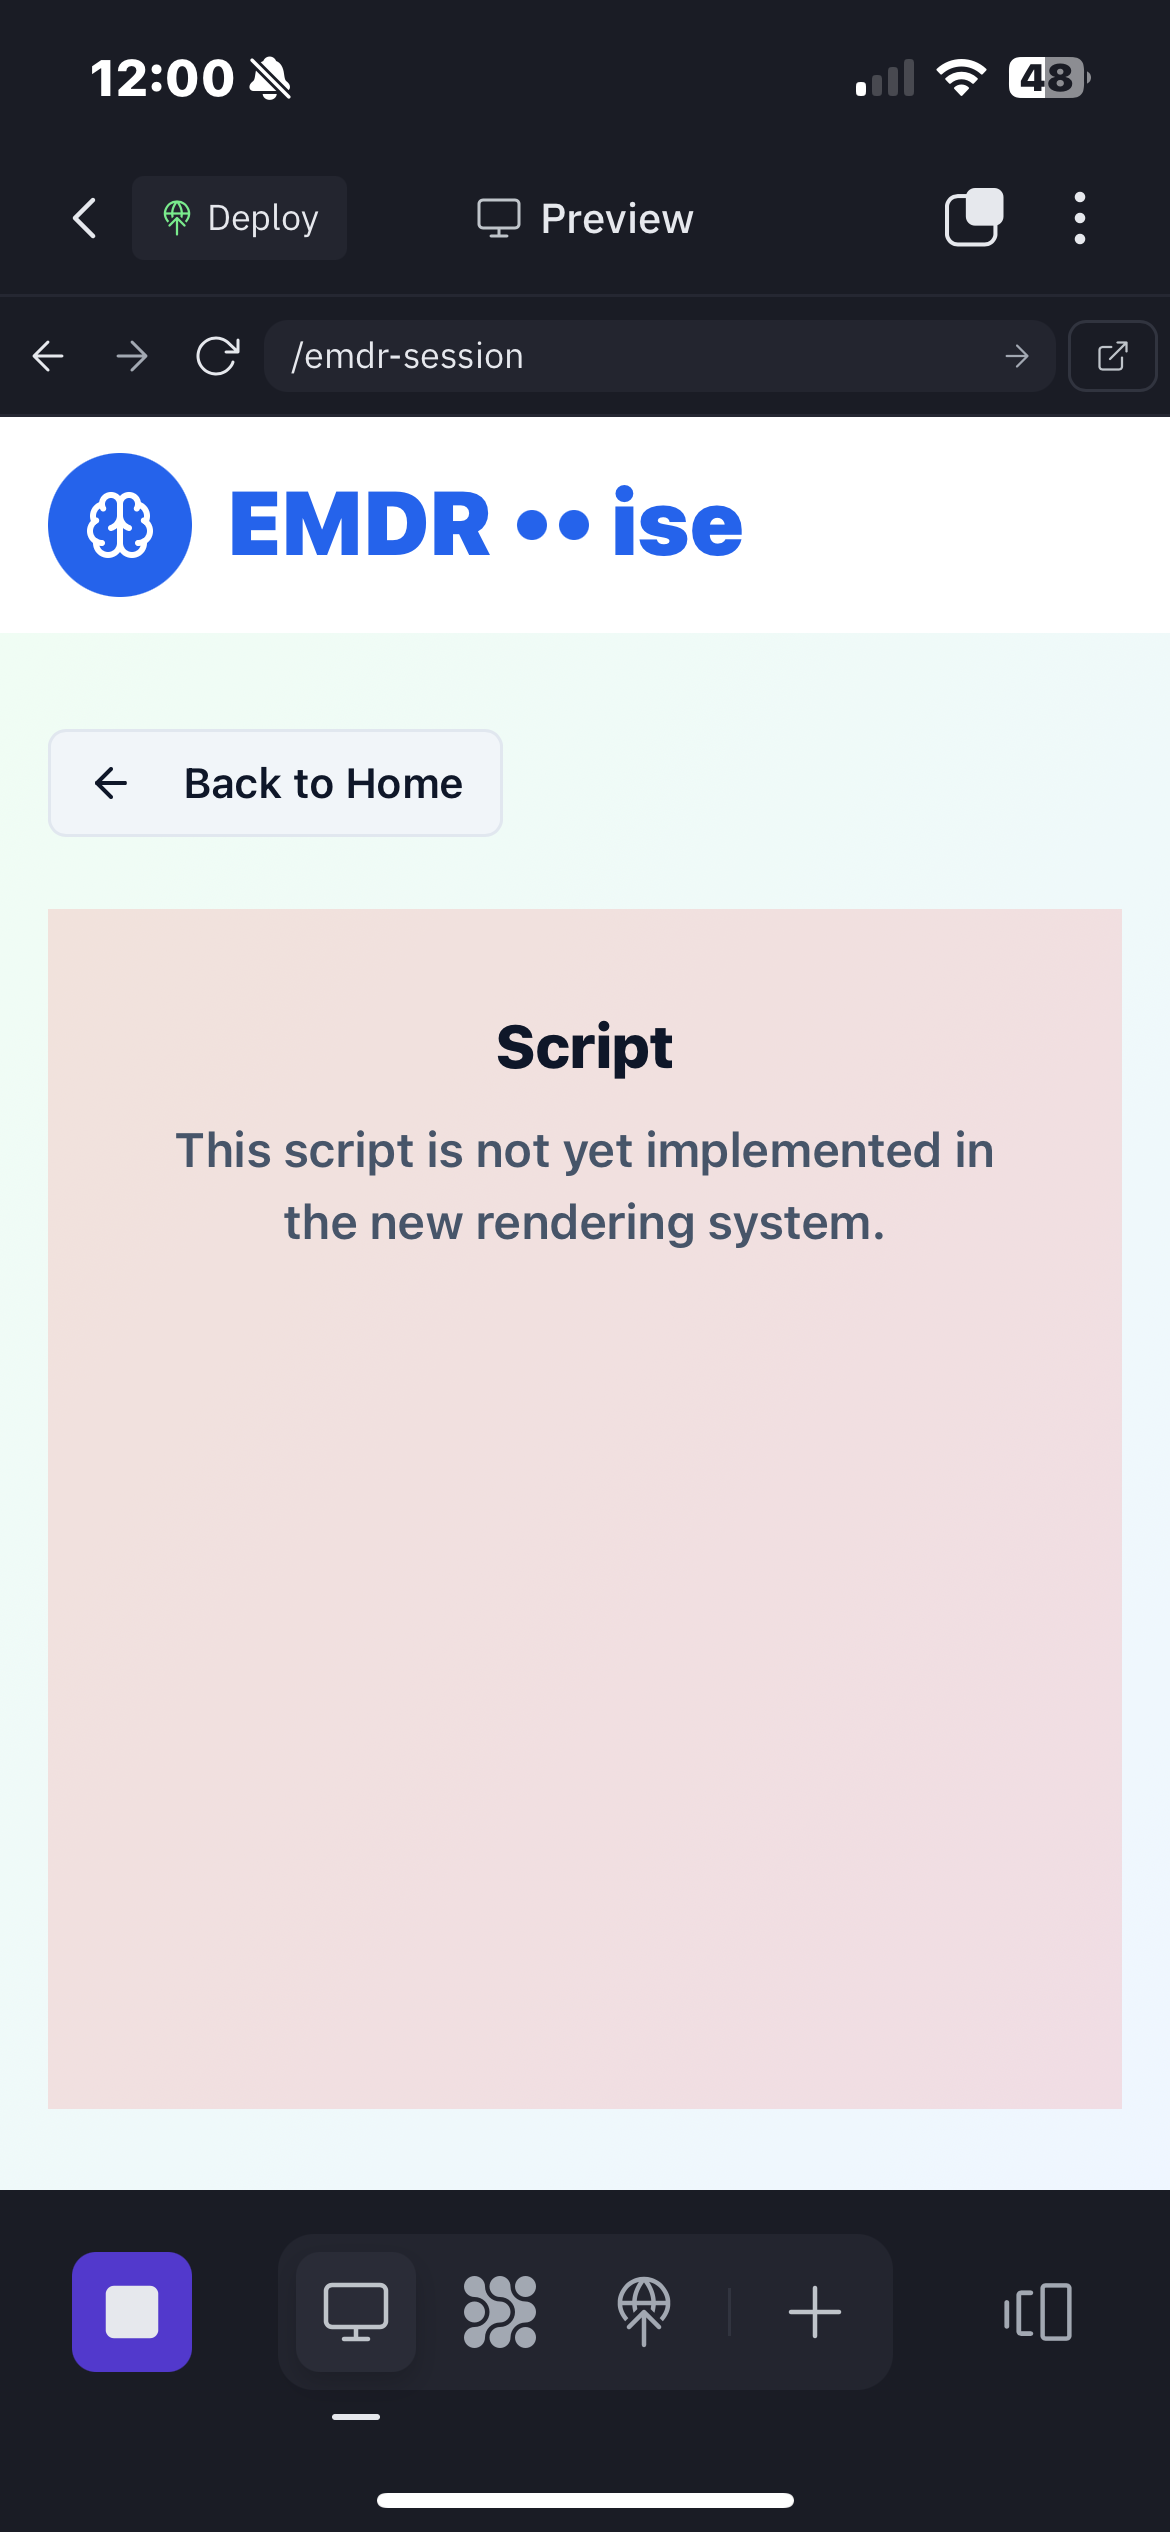 12:00
48
Deploy
Preview
/emdr-session
EMDR •• ise
Back to Home
Script
This script is not yet implemented in
the new rendering system.